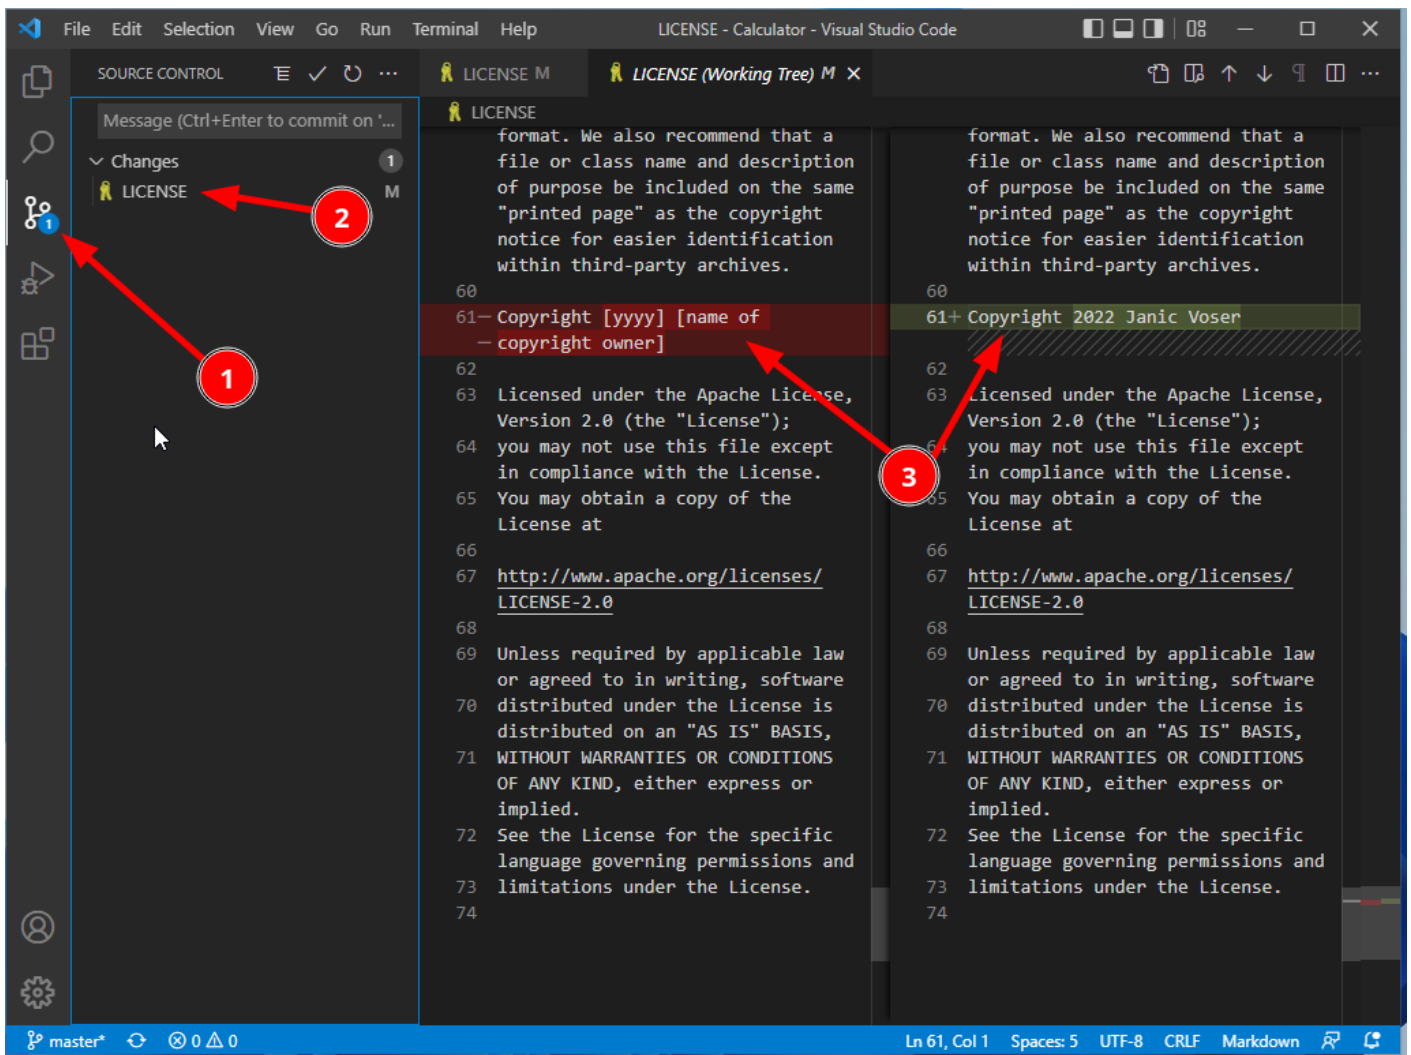 File Edit Selection View Go Run Terminal Help
LICENSE - Calculator - Visual Studio Code
SOURCE CONTROL
Message (Ctrl+Enter to commit on '...
Changes 1
LICENSE M
1
1
2
LICENSE M
LICENSE (Working Tree) M
LICENSE
format. We also recommend that a
file or class name and description
of purpose be included on the same
"printed page" as the copyright
notice for easier identification
within third-party archives.
60
61— Copyright [yyyy] [name of
— copyright owner]
62
63 Licensed under the Apache License,
Version 2.0 (the "License");
64 you may not use this file except
in compliance with the License.
65 You may obtain a copy of the
License at
66
67 http://www.apache.org/licenses/
LICENSE-2.0
68
69 Unless required by applicable law
or agreed to in writing, software
70 distributed under the License is
distributed on an "AS IS" BASIS,
71 WITHOUT WARRANTIES OR CONDITIONS
OF ANY KIND, either express or
implied.
72 See the License for the specific
language governing permissions and
73 limitations under the License.
74
3
format. We also recommend that a
file or class name and description
of purpose be included on the same
"printed page" as the copyright
notice for easier identification
within third-party archives.
60
61+ Copyright 2022 Janic Voser
62
63 Licensed under the Apache License,
Version 2.0 (the "License");
64 you may not use this file except
in compliance with the License.
65 You may obtain a copy of the
License at
66
67 http://www.apache.org/licenses/
LICENSE-2.0
68
69 Unless required by applicable law
or agreed to in writing, software
70 distributed under the License is
distributed on an "AS IS" BASIS,
71 WITHOUT WARRANTIES OR CONDITIONS
OF ANY KIND, either express or
implied.
72 See the License for the specific
language governing permissions and
73 limitations under the License.
74
master* 0 0
Ln 61, Col 1 Spaces: 5 UTF-8 CRLF Markdown